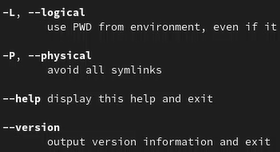 -L, --logical
use PWD from environment, even if it
-P, --physical
avoid all symlinks
--help display this help and exit
--version
output version information and exit